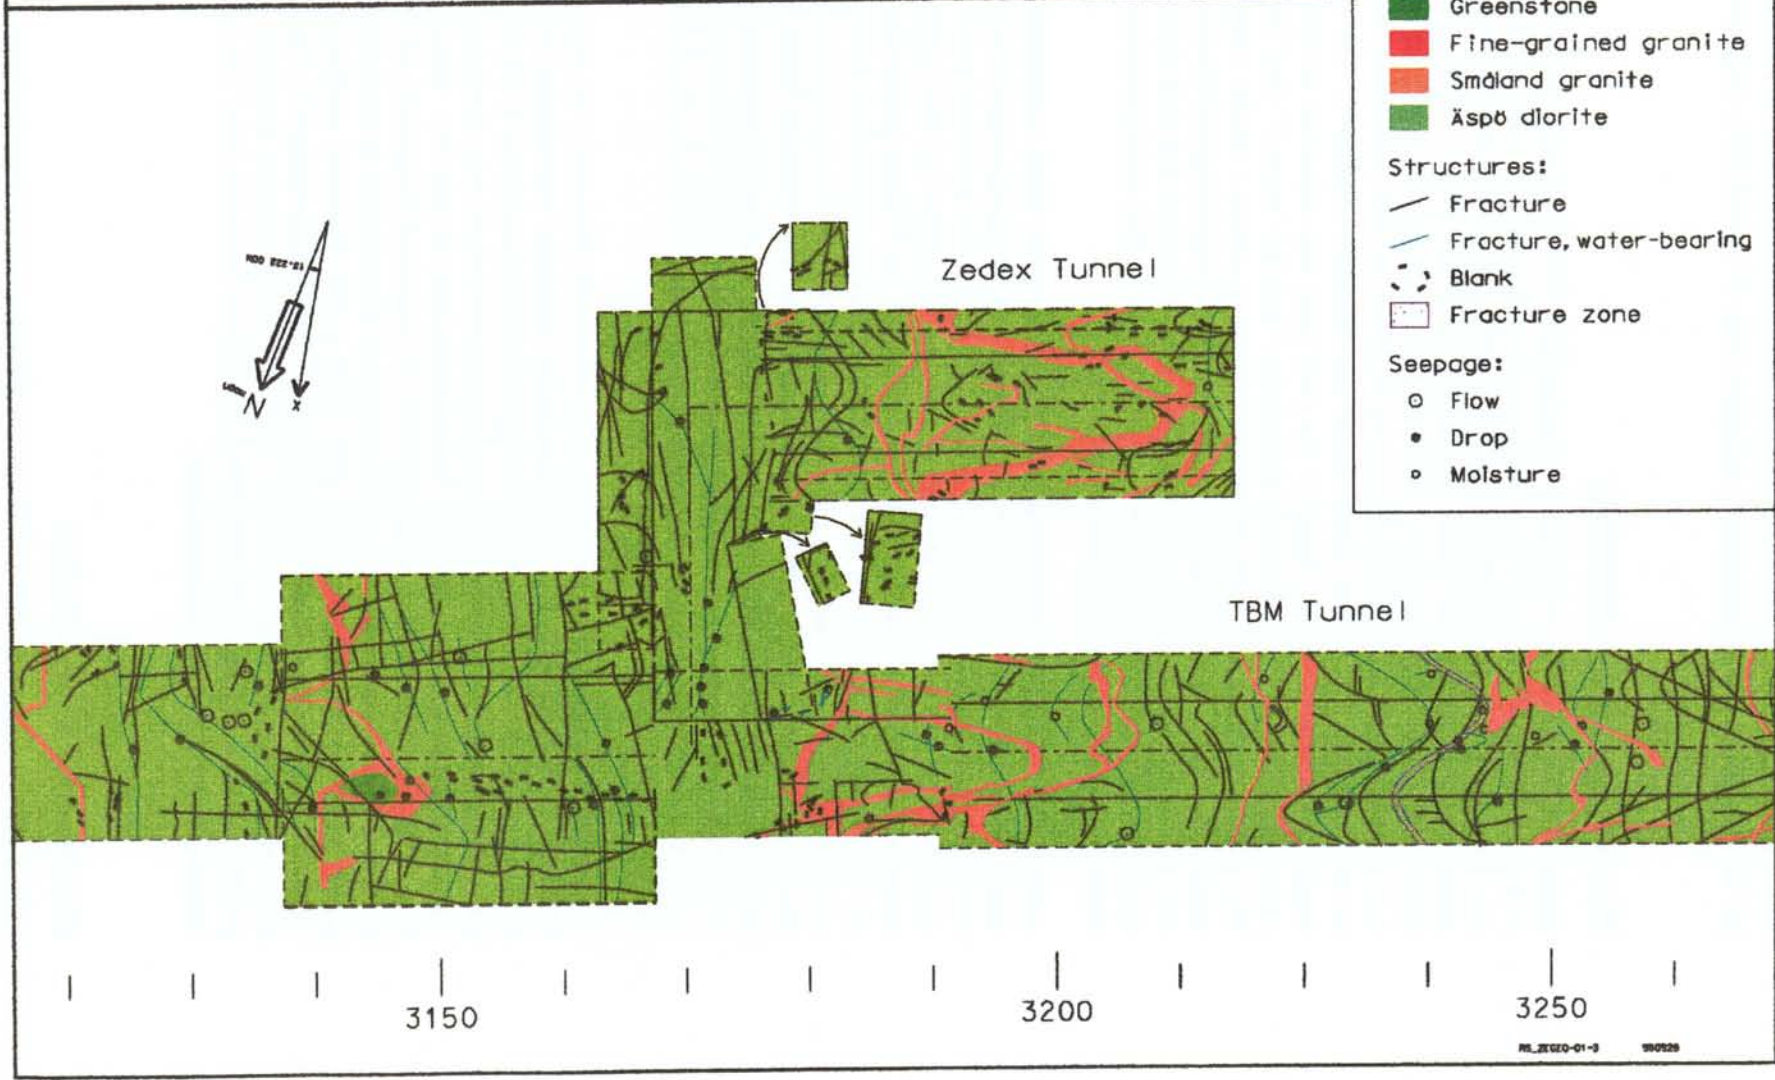 Greenstone
Fine-grained granite
Småland granite
Äspö diorite
Structures:
Fracture
Fracture, water-bearing
Blank
Fracture zone
Seepage:
Flow
Drop
Moisture
Zedex Tunnel
N
x
TBM Tunnel
3150
3200
3250